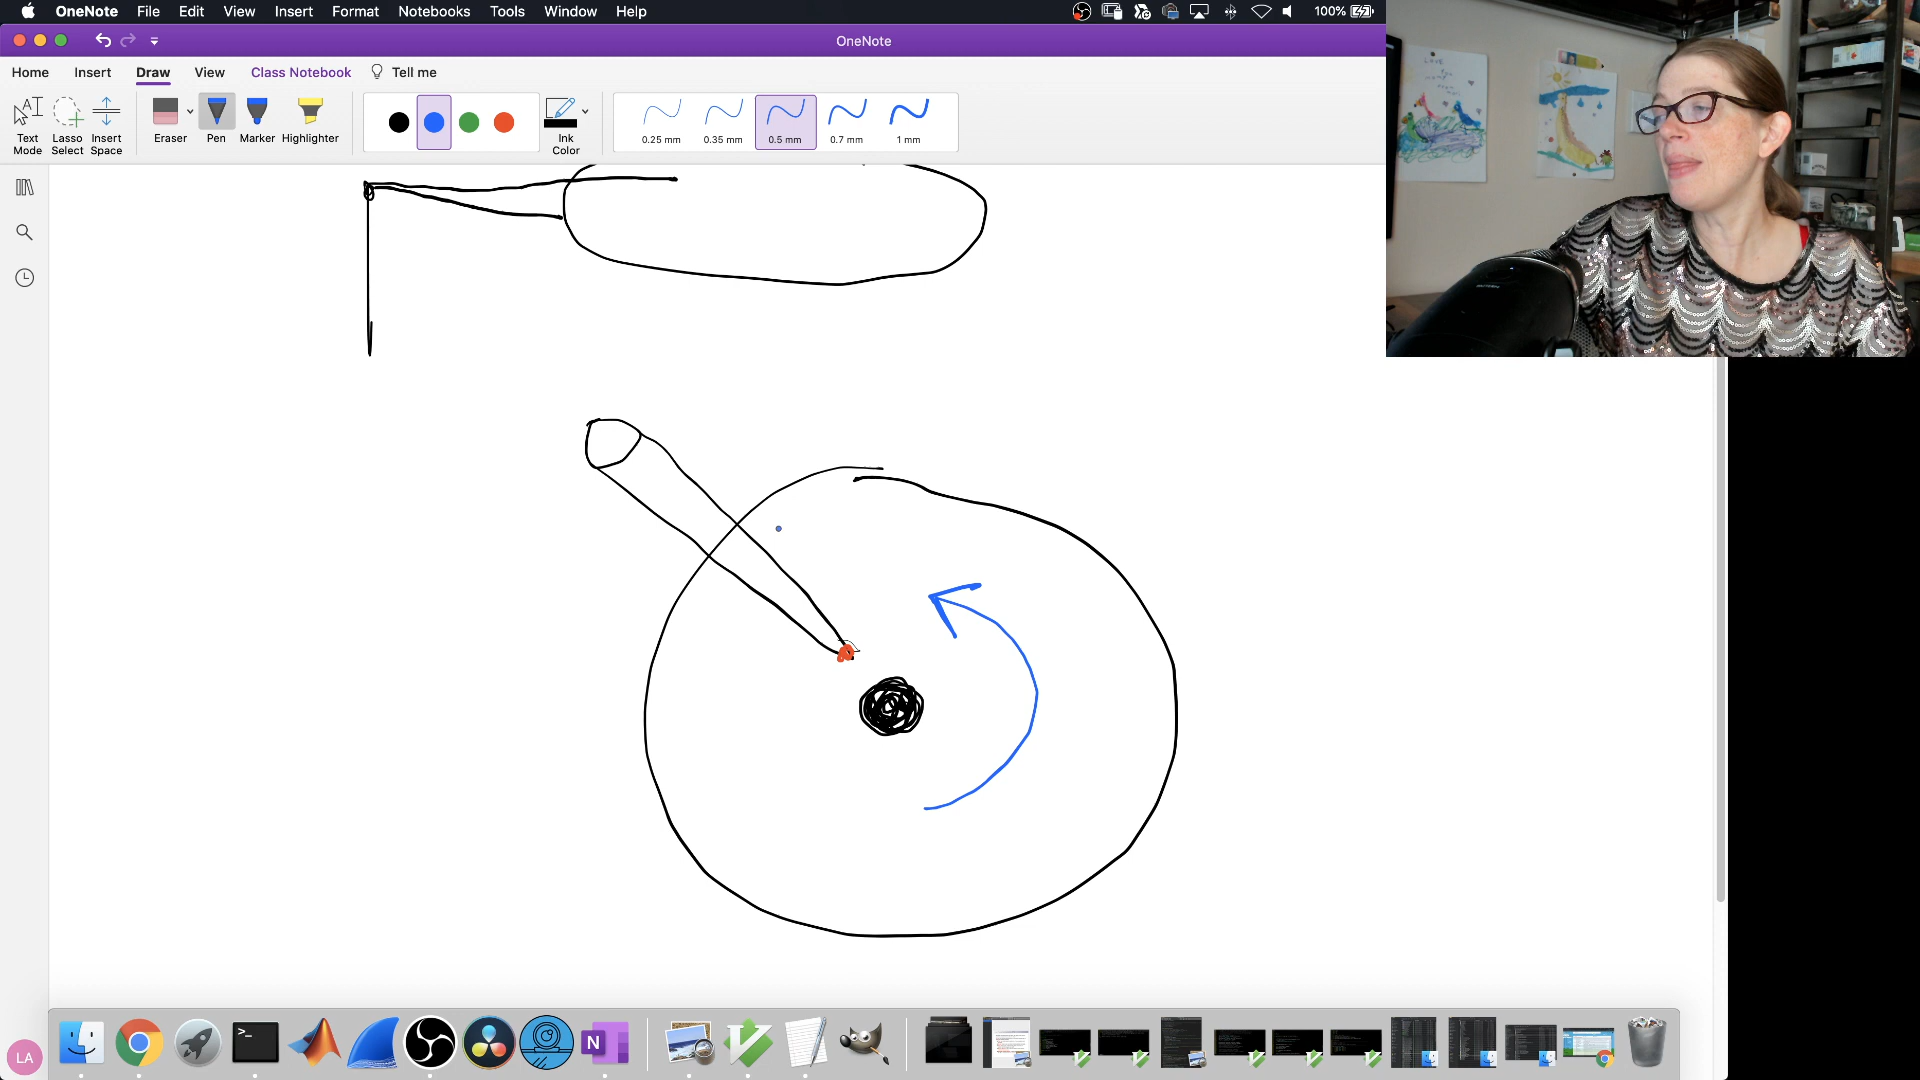 OneNote File Edit View Insert Format Notebooks Tools Window Help 100%
OneNote
Home Insert Draw View Class Notebook Tell me
Text Mode
Lasso Select
Insert Space
Eraser
Pen
Marker
Highlighter
Ink Color
0.25 mm
0.35 mm
0.5 mm
0.7 mm
1 mm
LA
N